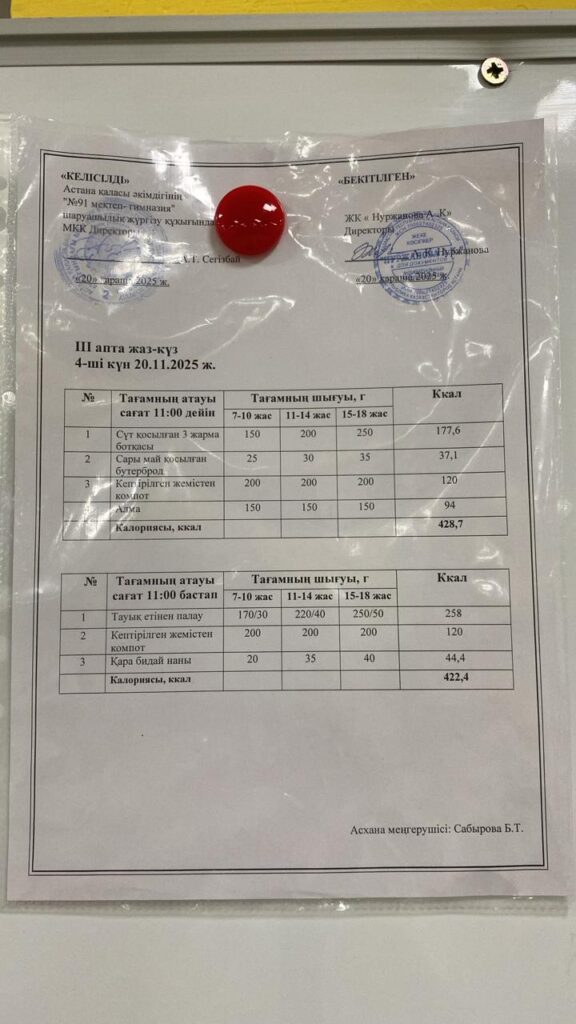 «КЕЛІСІЛДІ»
Астана қаласы әкімдігінің
"№91 мектеп- гимназия"
шаруашылық жүргізу құқығында
МКК Директоры
А.Т. Сегізбай
«20» қараша 2025 ж.
«БЕКІТІЛГЕН»
ЖК « Нуржанова А .К»
Директоры
Нуржанова
«20» қараша 2025 ж.
ІІІ апта жаз-күз
4-ші күн 20.11.2025 ж.
№ Тағамның атауы сағат 11:00 дейін Тағамның шығуы, г Ккал
7-10 жас 11-14 жас 15-18 жас
1 Сүт қосылған 3 жарма ботқасы 150 200 250 177,6
2 Сары май қосылған бутерброд 25 30 35 37,1
3 Кептірілген жемістен компот 200 200 200 120
Алма 150 150 150 94
Калориясы, ккал 428,7
№ Тағамның атауы сағат 11:00 бастап Тағамның шығуы, г Ккал
7-10 жас 11-14 жас 15-18 жас
1 Тауық етінен палау 170/30 220/40 250/50 258
2 Кептірілген жемістен компот 200 200 200 120
3 Қара бидай наны 20 35 40 44,4
Калориясы, ккал 422,4
Асхана меңгерушісі: Сабырова Б.Т.